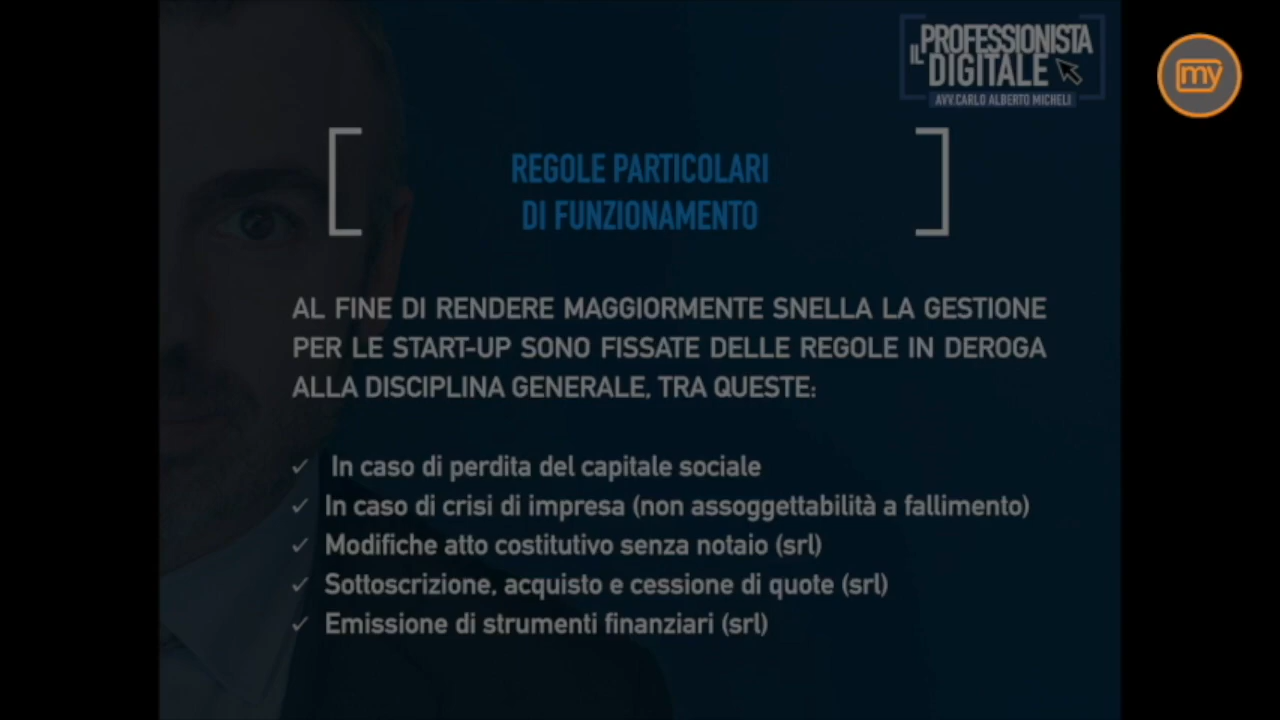 IL PROFESSIONISTA
DIGITALE
AVV.CARLO ALBERTO MICHELI
my
REGOLE PARTICOLARI
DI FUNZIONAMENTO
AL FINE DI RENDERE MAGGIORMENTE SNELLA LA GESTIONE
PER LE START-UP SONO FISSATE DELLE REGOLE IN DEROGA
ALLA DISCIPLINA GENERALE, TRA QUESTE:
✓ In caso di perdita del capitale sociale
✓ In caso di crisi di impresa (non assoggettabilità a fallimento)
✓ Modifiche atto costitutivo senza notaio (srl)
✓ Sottoscrizione, acquisto e cessione di quote (srl)
✓ Emissione di strumenti finanziari (srl)